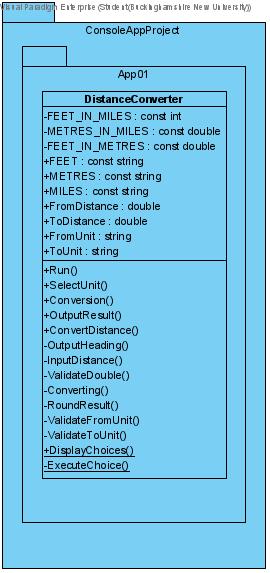 Visual Paradigm Enterprise (Student(Buckinghamshire New University))
ConsoleAppProject
App01
DistanceConverter
-FEET_IN_MILES : const int
-METRES_IN_MILES : const double
-FEET_IN_METRES : const double
+FEET : const string
+METRES : const string
+MILES : const string
+FromDistance : double
+ToDistance : double
+FromUnit : string
+ToUnit : string
+Run()
+SelectUnit()
+Conversion()
+OutputResult()
+ConvertDistance()
-OutputHeading()
-InputDistance()
-ValidateDouble()
-Converting()
-RoundResult()
-ValidateFromUnit()
-ValidateToUnit()
+DisplayChoices()
-ExecuteChoice()